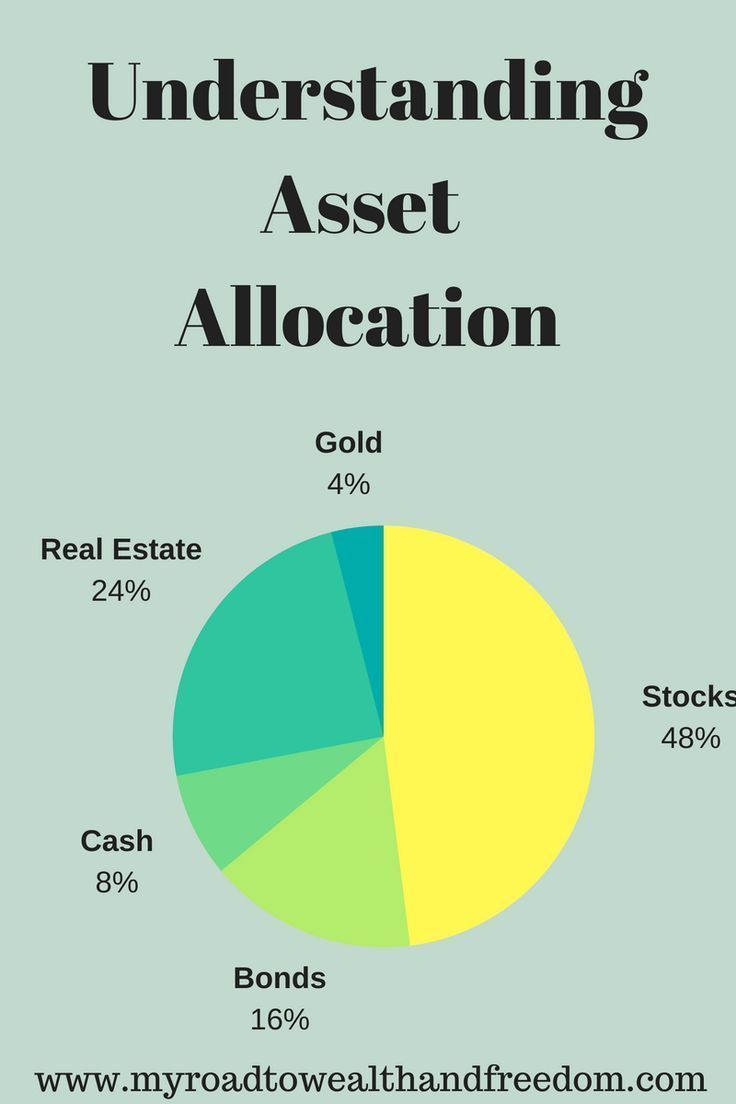 Understanding
Asset
Allocation
Gold
4%
Real Estate
24%
Stocks
48%
Cash
8%
Bonds
16%
www.myroadtowealthandfreedom.com